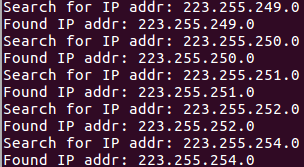 Search for IP addr: 223.255.249.0
Found IP addr: 223.255.249.0
Search for IP addr: 223.255.250.0
Found IP addr: 223.255.250.0
Search for IP addr: 223.255.251.0
Found IP addr: 223.255.251.0
Search for IP addr: 223.255.252.0
Found IP addr: 223.255.252.0
Search for IP addr: 223.255.254.0
Found IP addr: 223.255.254.0